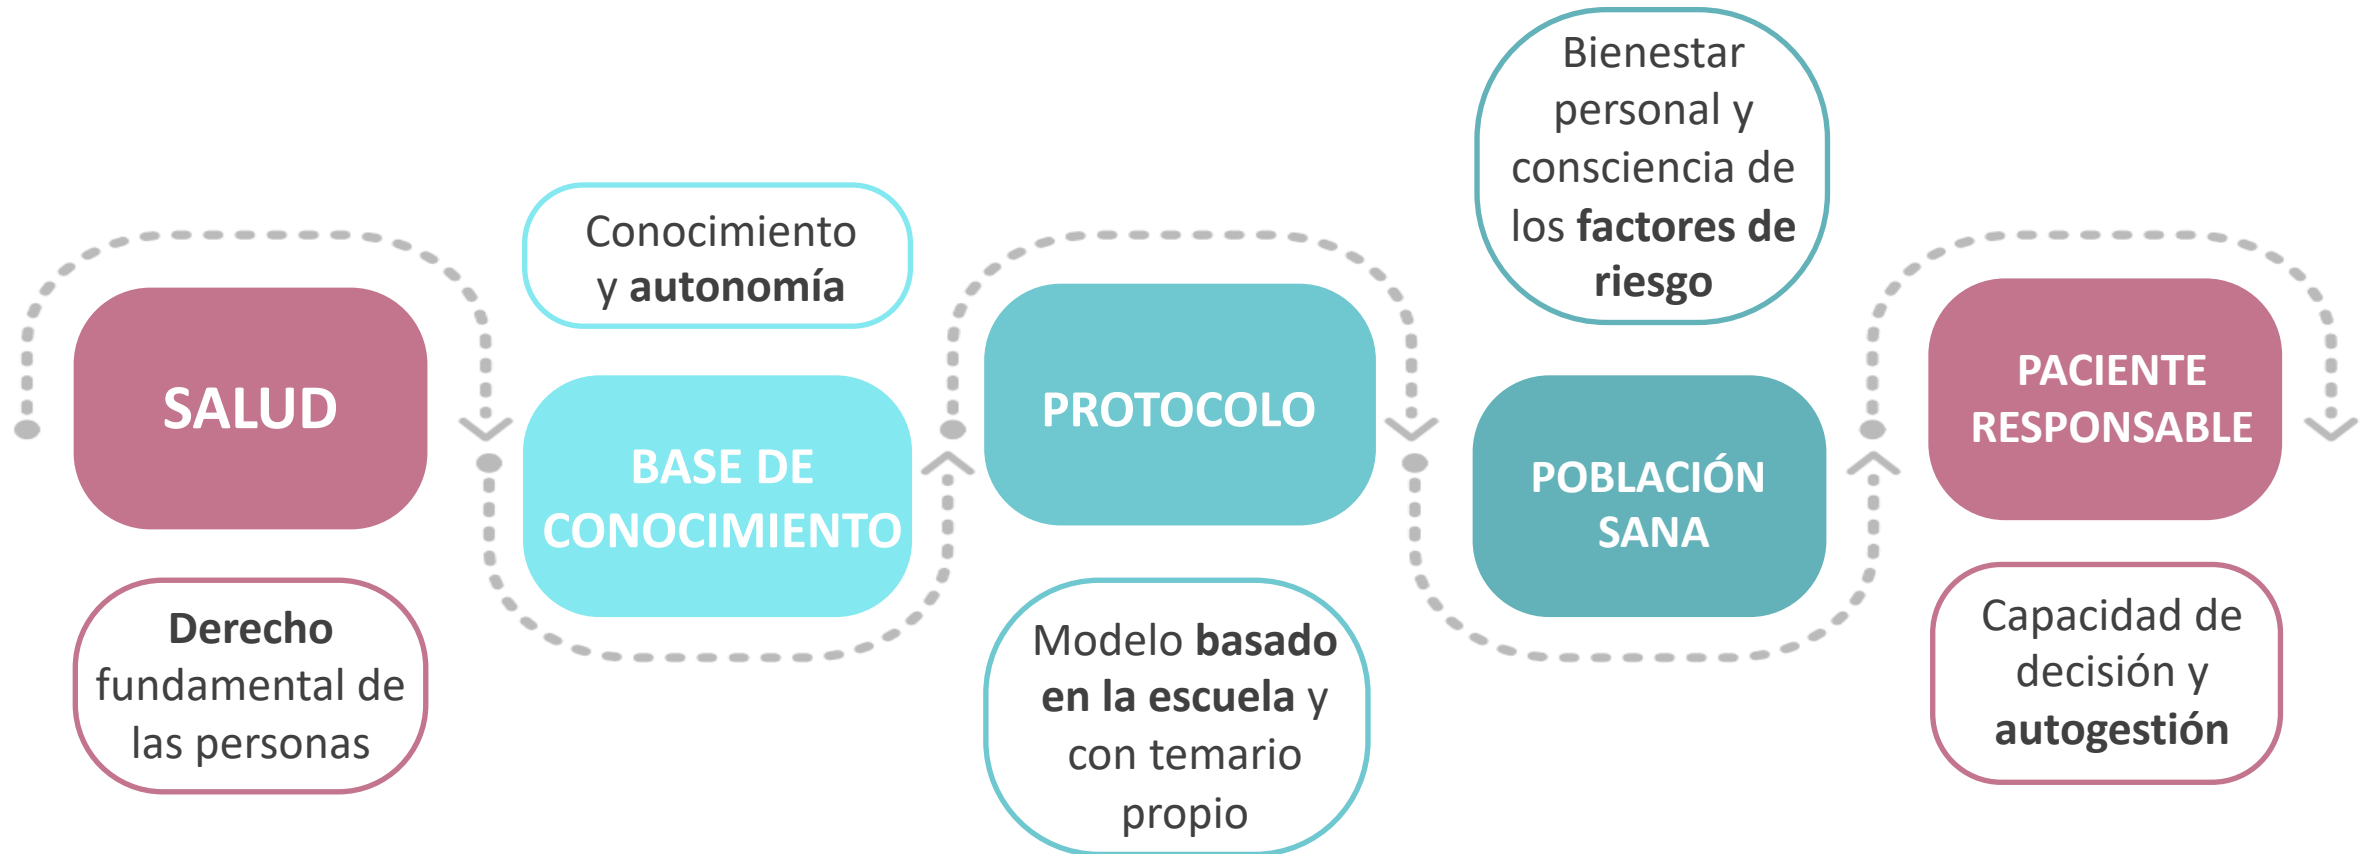 SALUD
Derecho
fundamental de
las personas
Conocimiento
y autonomía
BASE DE
CONOCIMIENTO
PROTOCOLO
Modelo basado
en la escuela y
con temario
propio
Bienestar
personal y
consciencia de
los factores de
riesgo
POBLACIÓN
SANA
PACIENTE
RESPONSABLE
Capacidad de
decisión y
autogestión